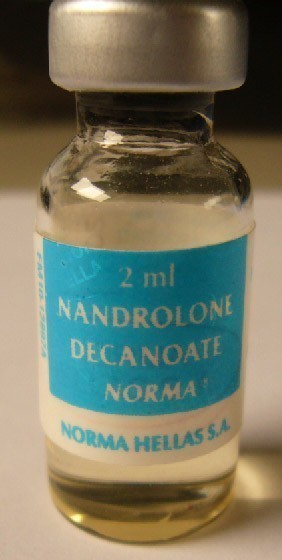 2 ml
NANDROLONE
DECANOATE
NORMA
NORMA HELLAS S.A.